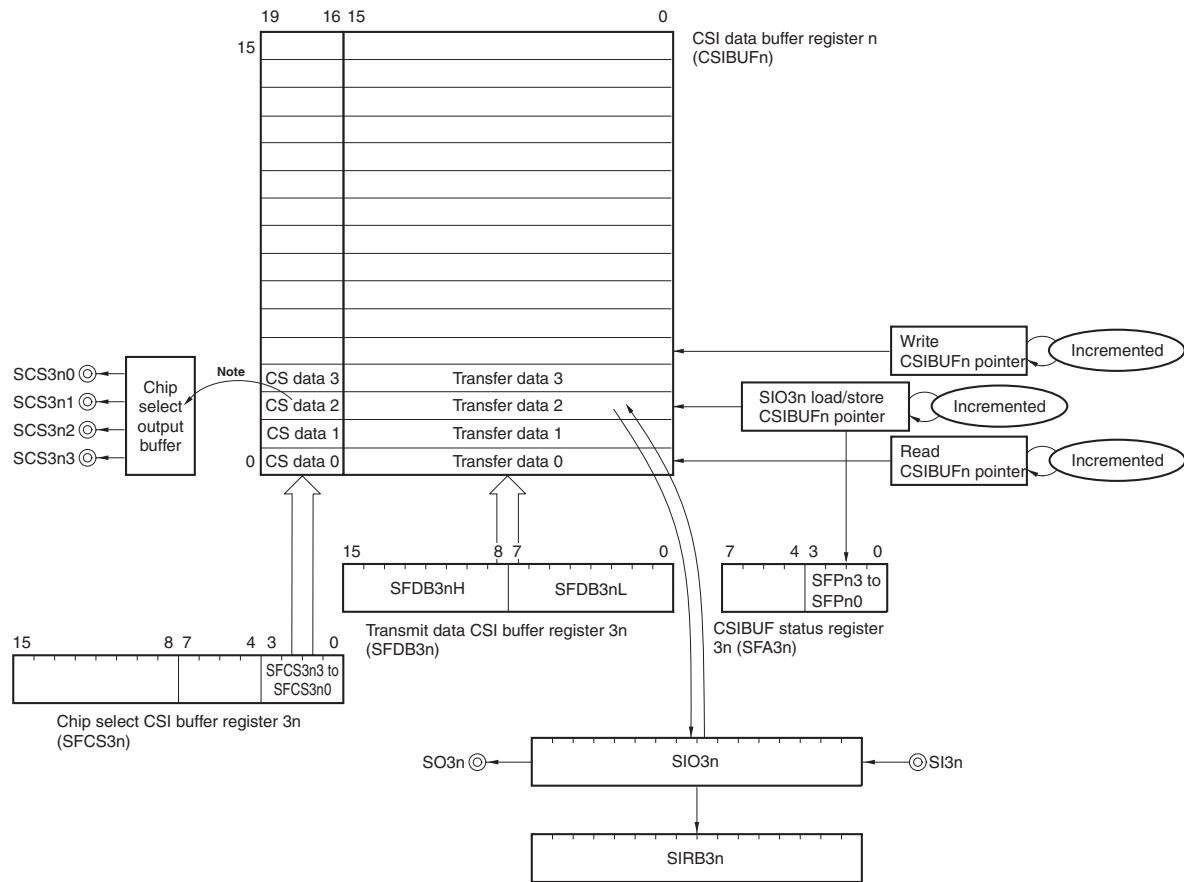 19 16 15 0
CSI data buffer register n
(CSIBUFn)
15
Write
CSIBUFn pointer
Incremented
SCS3n0
SCS3n1
SCS3n2
SCS3n3
Chip
select
output
buffer
Note
CS data 3 Transfer data 3
CS data 2 Transfer data 2
CS data 1 Transfer data 1
0 CS data 0 Transfer data 0
SIO3n load/store
CSIBUFn pointer
Incremented
Read
CSIBUFn pointer
Incremented
15 8 7 0
SFDB3nH SFDB3nL
Transmit data CSI buffer register 3n
(SFDB3n)
7 4 3 0
SFPn3 to
SFPn0
CSIBUF status register
3n (SFA3n)
15 8 7 4 3 0
SFCS3n3 to
SFCS3n0
Chip select CSI buffer register 3n
(SFCS3n)
SO3n SIO3n SI3n
SIRB3n